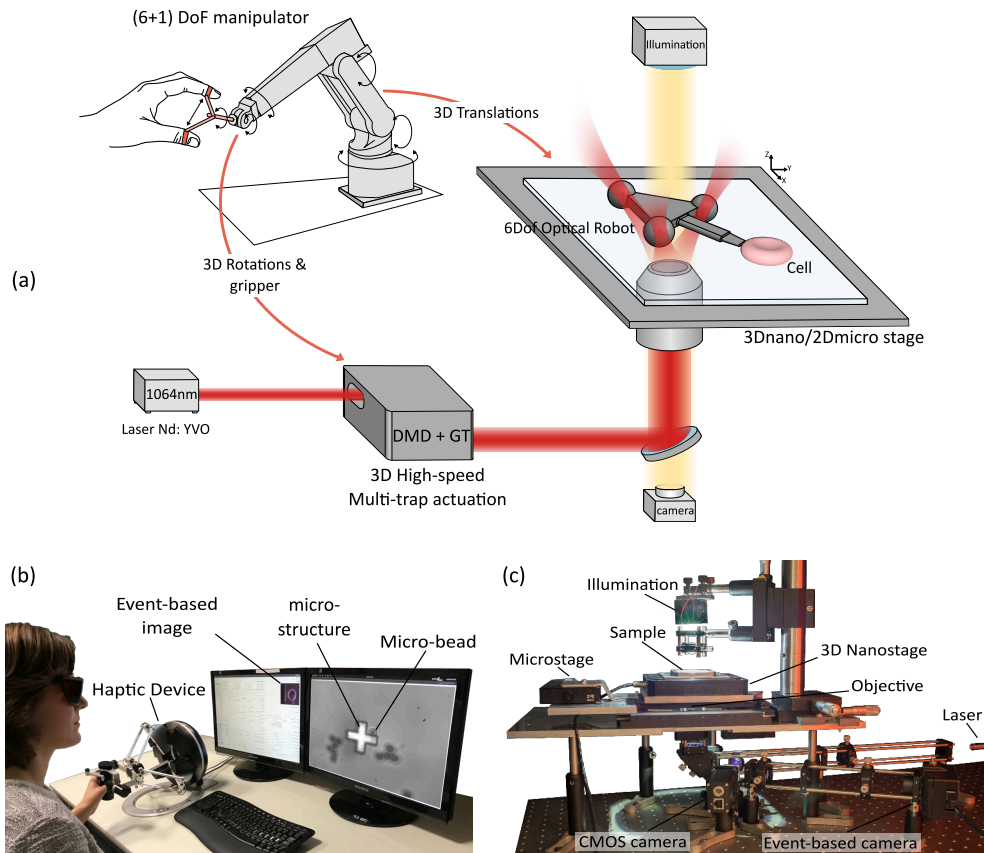 (6+1) DoF manipulator
Illumination
3D Translations
Z
Y
X
6Dof Optical Robot
Cell
3D Rotations &
gripper
(a)
3Dnano/2Dmicro stage
1064nm
Laser Nd: YVO
DMD + GT
3D High-speed
Multi-trap actuation
camera
(b)
Event-based
image
micro-
structure
Micro-bead
Haptic Device
(c)
Illumination
Sample
Microstage
3D Nanostage
Objective
Laser
CMOS camera
Event-based camera